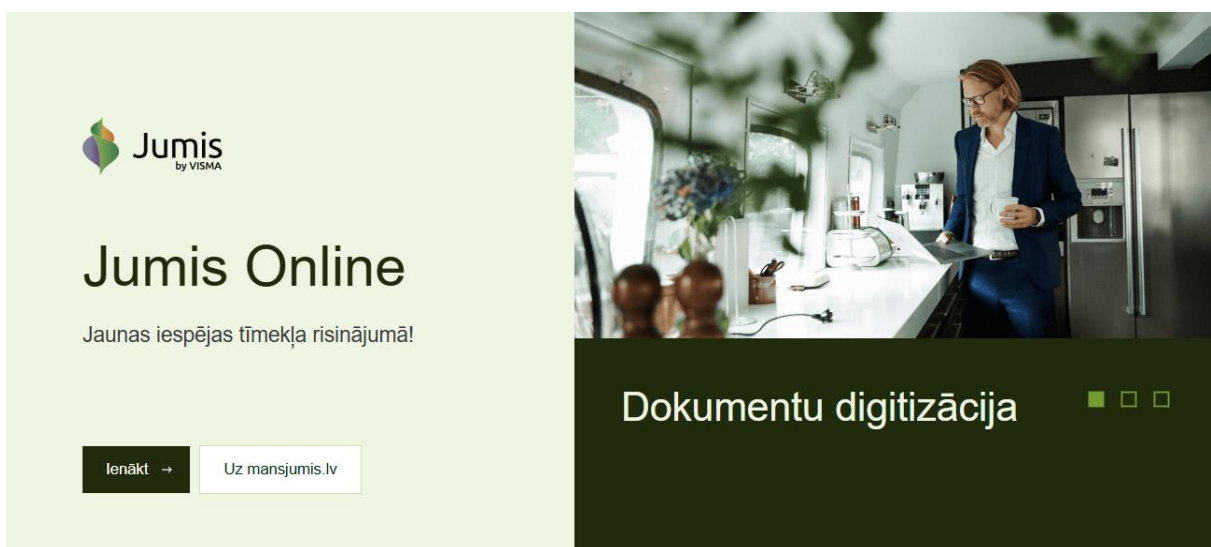 Jumis
by VISMA
Jumis Online
Jaunas iespējas tīmekļa risinājumā!
Ienākt →
Uz mansjumis.lv
Dokumentu digitizācija